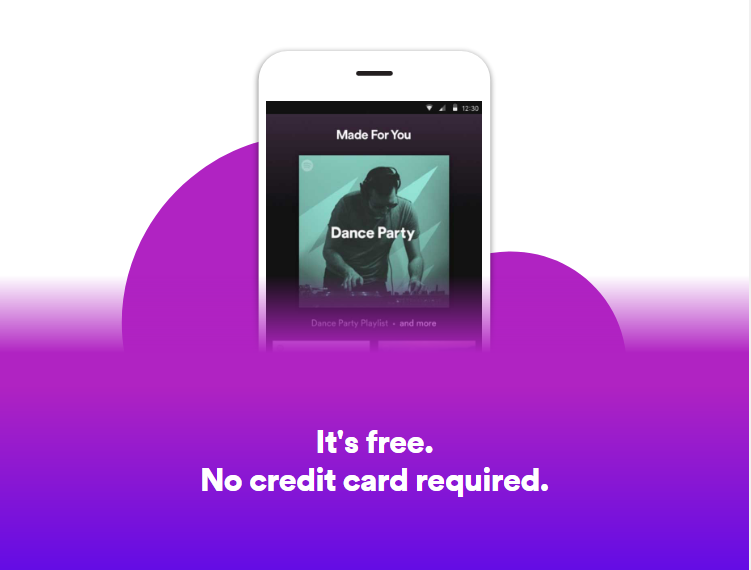 12:30
Made For You
Dance Party
Dance Party Playlist • and more
It's free.
No credit card required.